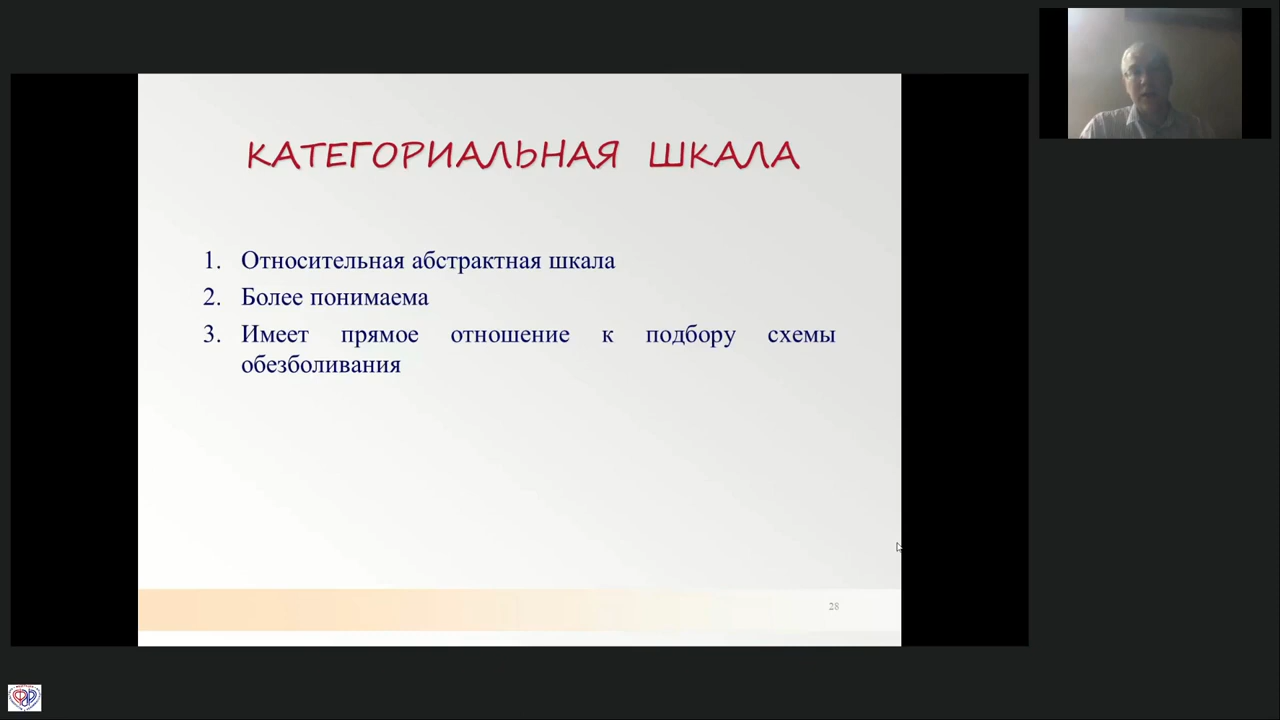 КАТЕГОРИАЛЬНАЯ ШКАЛА
1. Относительная абстрактная шкала
2. Более понимаема
3. Имеет прямое отношение к подбору схемы
обезболивания
28